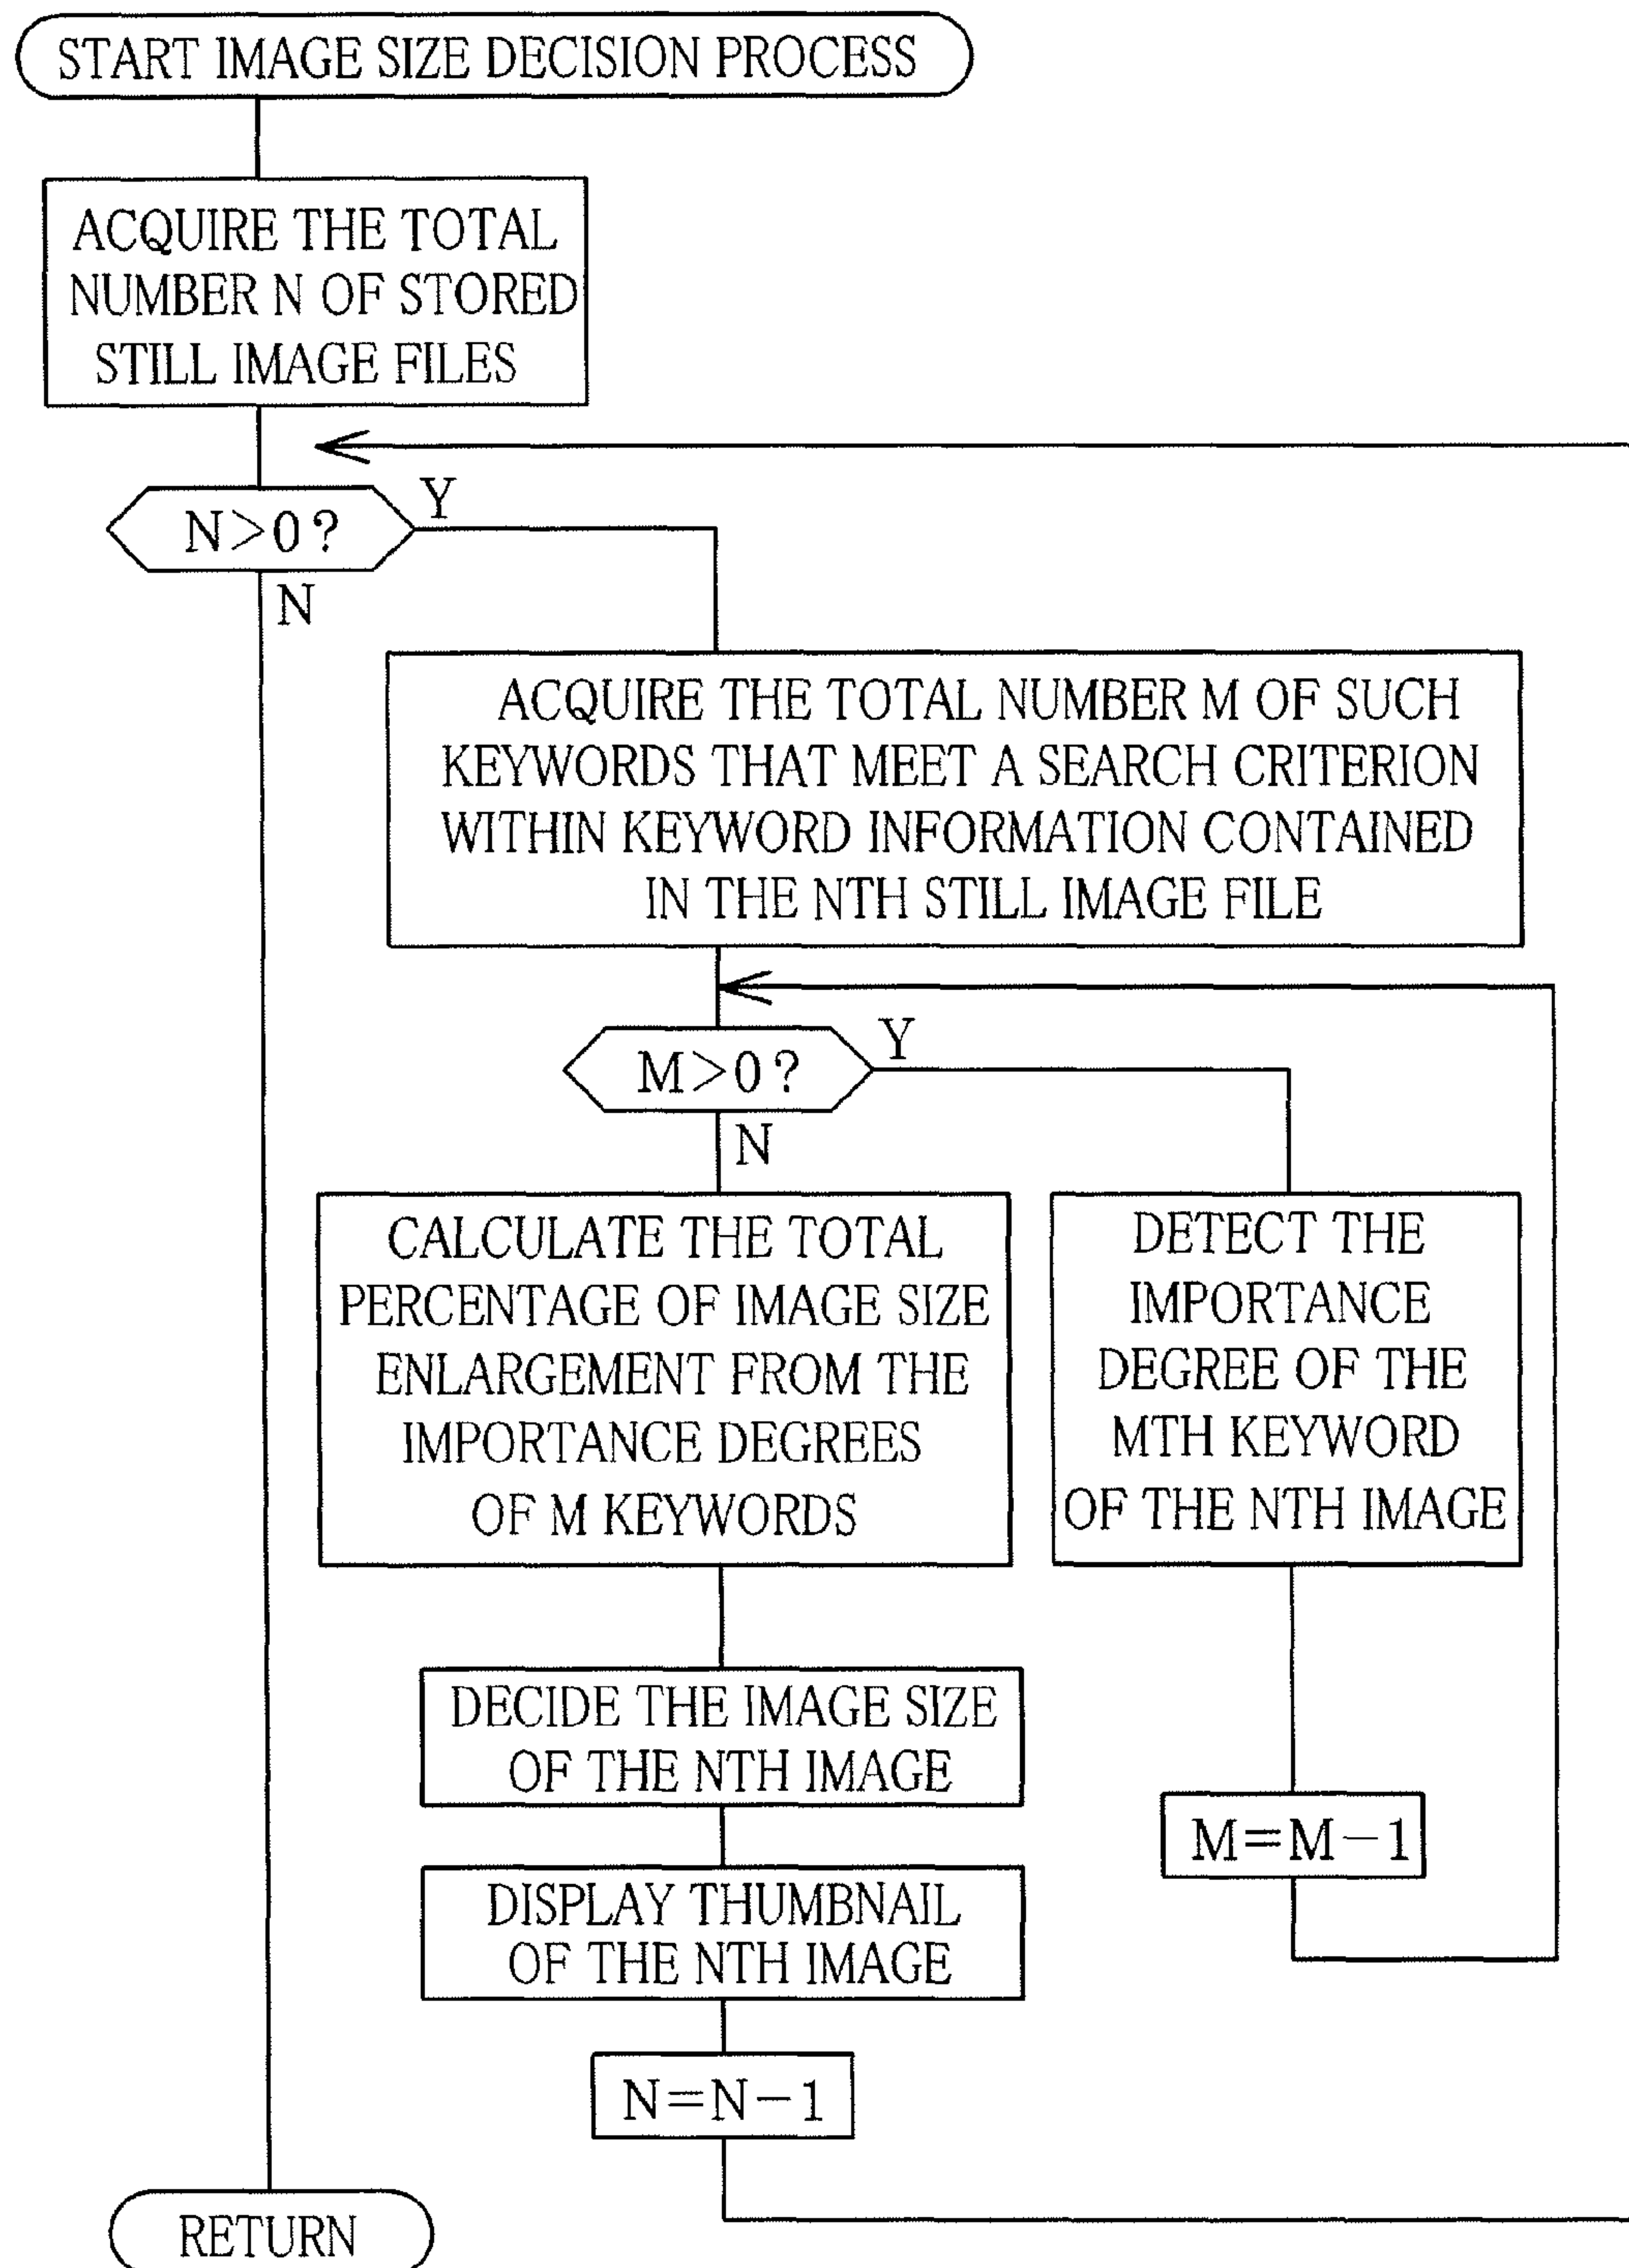 START IMAGE SIZE DECISION PROCESS
ACQUIRE THE TOTAL
NUMBER N OF STORED
STILL IMAGE FILES
N>0?
Y
N
ACQUIRE THE TOTAL NUMBER M OF SUCH
KEYWORDS THAT MEET A SEARCH CRITERION
WITHIN KEYWORD INFORMATION CONTAINED
IN THE NTH STILL IMAGE FILE
M>0?
Y
N
CALCULATE THE TOTAL
PERCENTAGE OF IMAGE SIZE
ENLARGEMENT FROM THE
IMPORTANCE DEGREES
OF M KEYWORDS
DETECT THE
IMPORTANCE
DEGREE OF THE
MTH KEYWORD
OF THE NTH IMAGE
DECIDE THE IMAGE SIZE
OF THE NTH IMAGE
M=M-1
DISPLAY THUMBNAIL
OF THE NTH IMAGE
N=N-1
RETURN